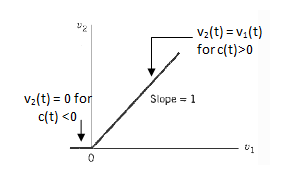 v₂
v₂(t) = v₁(t)
for c(t)>0
v₂(t) = 0 for
c(t) <0
Slope = 1
0
v₁